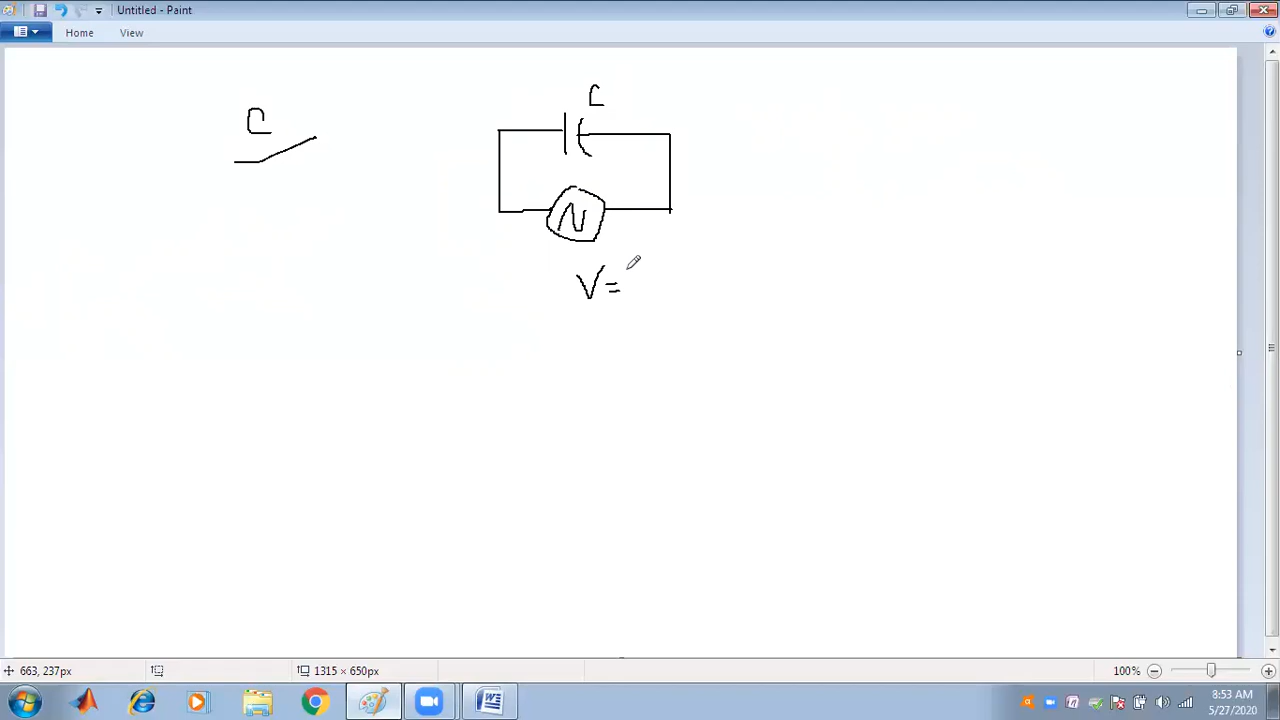 Untitled - Paint
Home
View
C
C
N
V=
663, 237px
1315 × 650px
100%
8:53 AM
5/27/2020